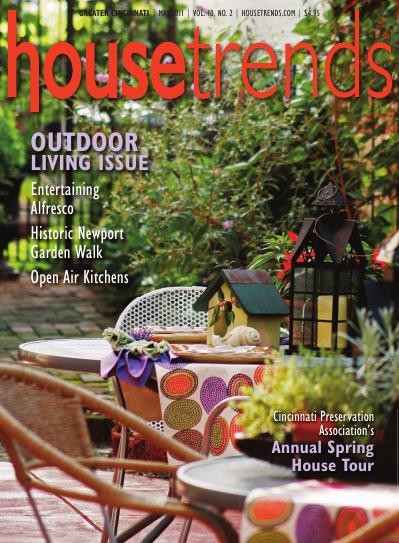 GREATER CINCINNATI | MAY 2011 | VOL. 10, NO. 2 | HOUSETRENDS.COM | $4.95
housetrends
OUTDOOR
LIVING ISSUE
Entertaining
Alfresco
Historic Newport
Garden Walk
Open Air Kitchens
Cincinnati Preservation
Association's
Annual Spring
House Tour